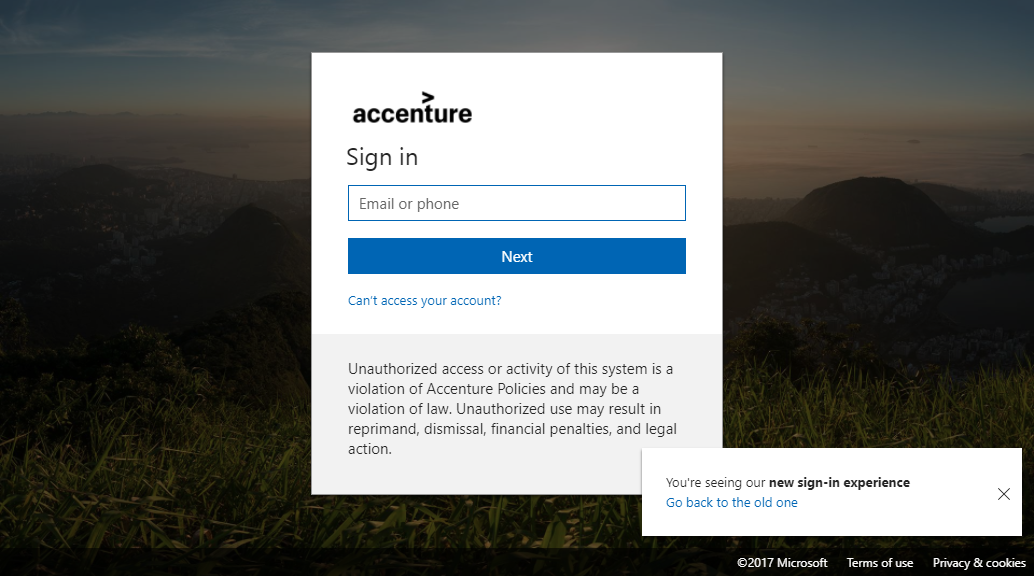 accenture
Sign in
Email or phone
Next
Can't access your account?
Unauthorized access or activity of this system is a
violation of Accenture Policies and may be a
violation of law. Unauthorized use may result in
reprimand, dismissal, financial penalties, and legal
action.
You're seeing our new sign-in experience
Go back to the old one
©2017 Microsoft Terms of use Privacy & cookies